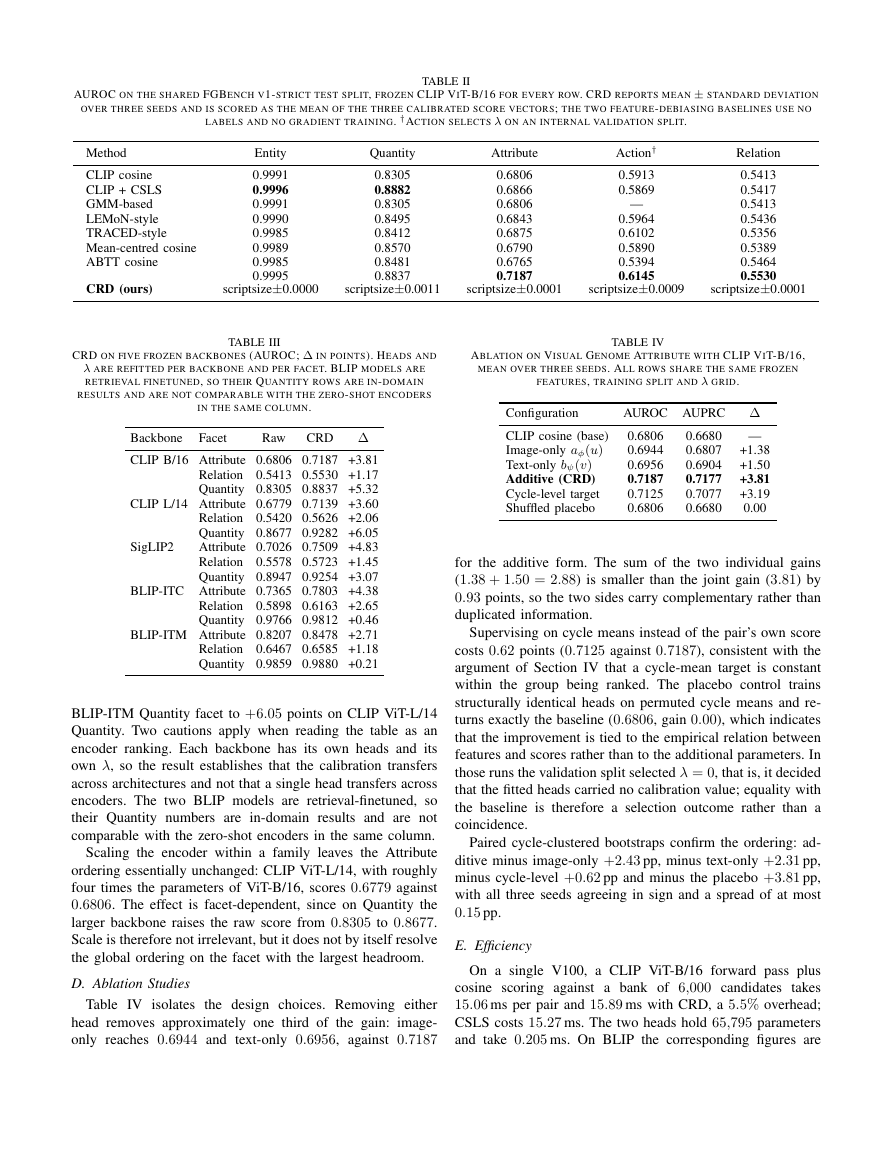 TABLE II
AUROC ON THE SHARED FGBENCH V1-STRICT TEST SPLIT, FROZEN CLIP VIT-B/16 FOR EVERY ROW. CRD REPORTS MEAN ± STANDARD DEVIATION
OVER THREE SEEDS AND IS SCORED AS THE MEAN OF THE THREE CALIBRATED SCORE VECTORS; THE TWO FEATURE-DEBIASING BASELINES USE NO
LABELS AND NO GRADIENT TRAINING. †ACTION SELECTS λ ON AN INTERNAL VALIDATION SPLIT.
Method Entity Quantity Attribute Action† Relation
CLIP cosine 0.9991 0.8305 0.6806 0.5913 0.5413
CLIP + CSLS 0.9996 0.8882 0.6866 0.5869 0.5417
GMM-based 0.9991 0.8305 0.6806 — 0.5413
LEMoN-style 0.9990 0.8495 0.6843 0.5964 0.5436
TRACED-style 0.9985 0.8412 0.6875 0.6102 0.5356
Mean-centred cosine 0.9989 0.8570 0.6790 0.5890 0.5389
ABTT cosine 0.9985 0.8481 0.6765 0.5394 0.5464
0.9995 0.8837 0.7187 0.6145 0.5530
CRD (ours) scriptsize±0.0000 scriptsize±0.0011 scriptsize±0.0001 scriptsize±0.0009 scriptsize±0.0001
TABLE III
CRD ON FIVE FROZEN BACKBONES (AUROC; Δ IN POINTS). HEADS AND
λ ARE REFITTED PER BACKBONE AND PER FACET. BLIP MODELS ARE
RETRIEVAL FINETUNED, SO THEIR QUANTITY ROWS ARE IN-DOMAIN
RESULTS AND ARE NOT COMPARABLE WITH THE ZERO-SHOT ENCODERS
IN THE SAME COLUMN.
Backbone Facet Raw CRD Δ
CLIP B/16 Attribute 0.6806 0.7187 +3.81
Relation 0.5413 0.5530 +1.17
Quantity 0.8305 0.8837 +5.32
CLIP L/14 Attribute 0.6779 0.7139 +3.60
Relation 0.5420 0.5626 +2.06
Quantity 0.8677 0.9282 +6.05
SigLIP2 Attribute 0.7026 0.7509 +4.83
Relation 0.5578 0.5723 +1.45
Quantity 0.8947 0.9254 +3.07
BLIP-ITC Attribute 0.7365 0.7803 +4.38
Relation 0.5898 0.6163 +2.65
Quantity 0.9766 0.9812 +0.46
BLIP-ITM Attribute 0.8207 0.8478 +2.71
Relation 0.6467 0.6585 +1.18
Quantity 0.9859 0.9880 +0.21
BLIP-ITM Quantity facet to +6.05 points on CLIP ViT-L/14
Quantity. Two cautions apply when reading the table as an
encoder ranking. Each backbone has its own heads and its
own λ, so the result establishes that the calibration transfers
across architectures and not that a single head transfers across
encoders. The two BLIP models are retrieval-finetuned, so
their Quantity numbers are in-domain results and are not
comparable with the zero-shot encoders in the same column.
Scaling the encoder within a family leaves the Attribute
ordering essentially unchanged: CLIP ViT-L/14, with roughly
four times the parameters of ViT-B/16, scores 0.6779 against
0.6806. The effect is facet-dependent, since on Quantity the
larger backbone raises the raw score from 0.8305 to 0.8677.
Scale is therefore not irrelevant, but it does not by itself resolve
the global ordering on the facet with the largest headroom.
D. Ablation Studies
Table IV isolates the design choices. Removing either
head removes approximately one third of the gain: image-
only reaches 0.6944 and text-only 0.6956, against 0.7187
TABLE IV
ABLATION ON VISUAL GENOME ATTRIBUTE WITH CLIP VIT-B/16,
MEAN OVER THREE SEEDS. ALL ROWS SHARE THE SAME FROZEN
FEATURES, TRAINING SPLIT AND λ GRID.
Configuration AUROC AUPRC Δ
CLIP cosine (base) 0.6806 0.6680 —
Image-only aϕ(u) 0.6944 0.6807 +1.38
Text-only bψ(v) 0.6956 0.6904 +1.50
Additive (CRD) 0.7187 0.7177 +3.81
Cycle-level target 0.7125 0.7077 +3.19
Shuffled placebo 0.6806 0.6680 0.00
for the additive form. The sum of the two individual gains
(1.38 + 1.50 = 2.88) is smaller than the joint gain (3.81) by
0.93 points, so the two sides carry complementary rather than
duplicated information.
Supervising on cycle means instead of the pair's own score
costs 0.62 points (0.7125 against 0.7187), consistent with the
argument of Section IV that a cycle-mean target is constant
within the group being ranked. The placebo control trains
structurally identical heads on permuted cycle means and re-
turns exactly the baseline (0.6806, gain 0.00), which indicates
that the improvement is tied to the empirical relation between
features and scores rather than to the additional parameters. In
those runs the validation split selected λ = 0, that is, it decided
that the fitted heads carried no calibration value; equality with
the baseline is therefore a selection outcome rather than a
coincidence.
Paired cycle-clustered bootstraps confirm the ordering: ad-
ditive minus image-only +2.43 pp, minus text-only +2.31 pp,
minus cycle-level +0.62 pp and minus the placebo +3.81 pp,
with all three seeds agreeing in sign and a spread of at most
0.15 pp.
E. Efficiency
On a single V100, a CLIP ViT-B/16 forward pass plus
cosine scoring against a bank of 6,000 candidates takes
15.06 ms per pair and 15.89 ms with CRD, a 5.5% overhead;
CSLS costs 15.27 ms. The two heads hold 65,795 parameters
and take 0.205 ms. On BLIP the corresponding figures are